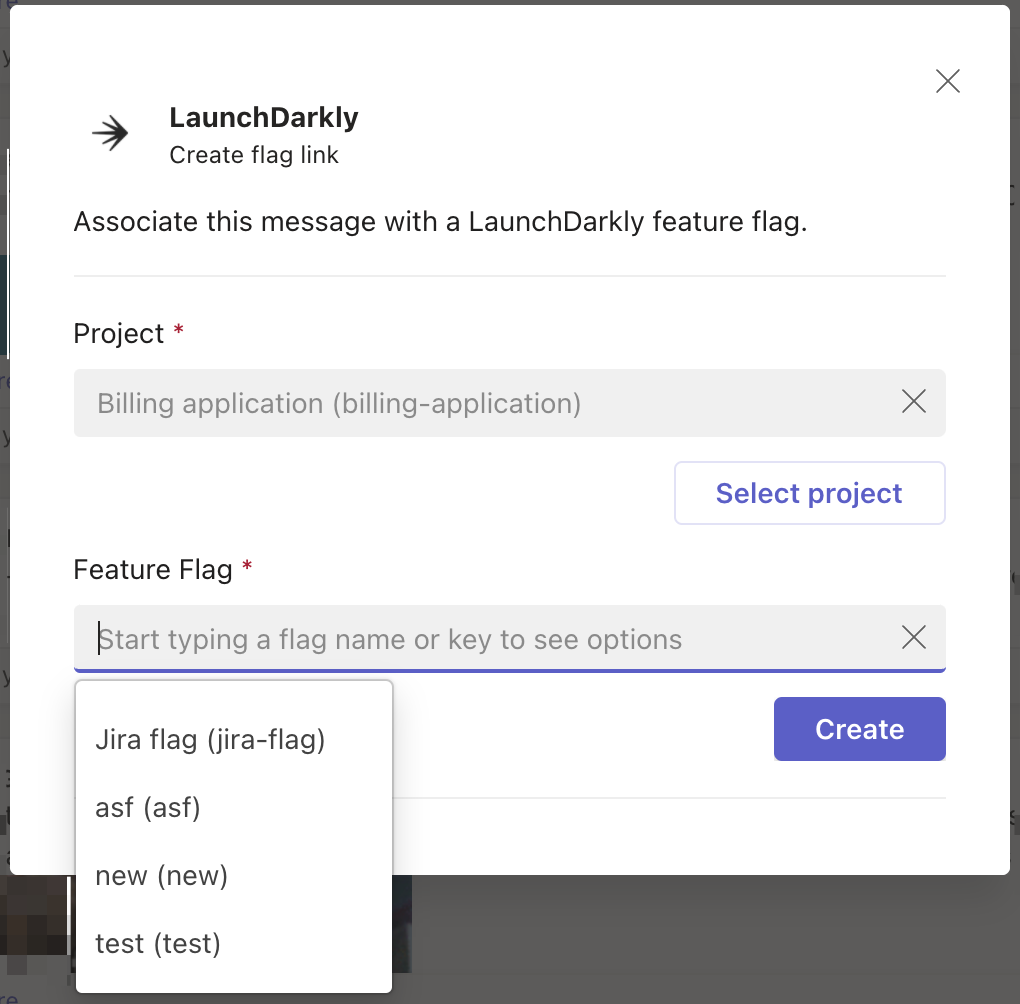 LaunchDarkly
Create flag link
Associate this message with a LaunchDarkly feature flag.
Project *
Billing application (billing-application)
Select project
Feature Flag *
Start typing a flag name or key to see options
Jira flag (jira-flag)
asf (asf)
new (new)
test (test)
Create